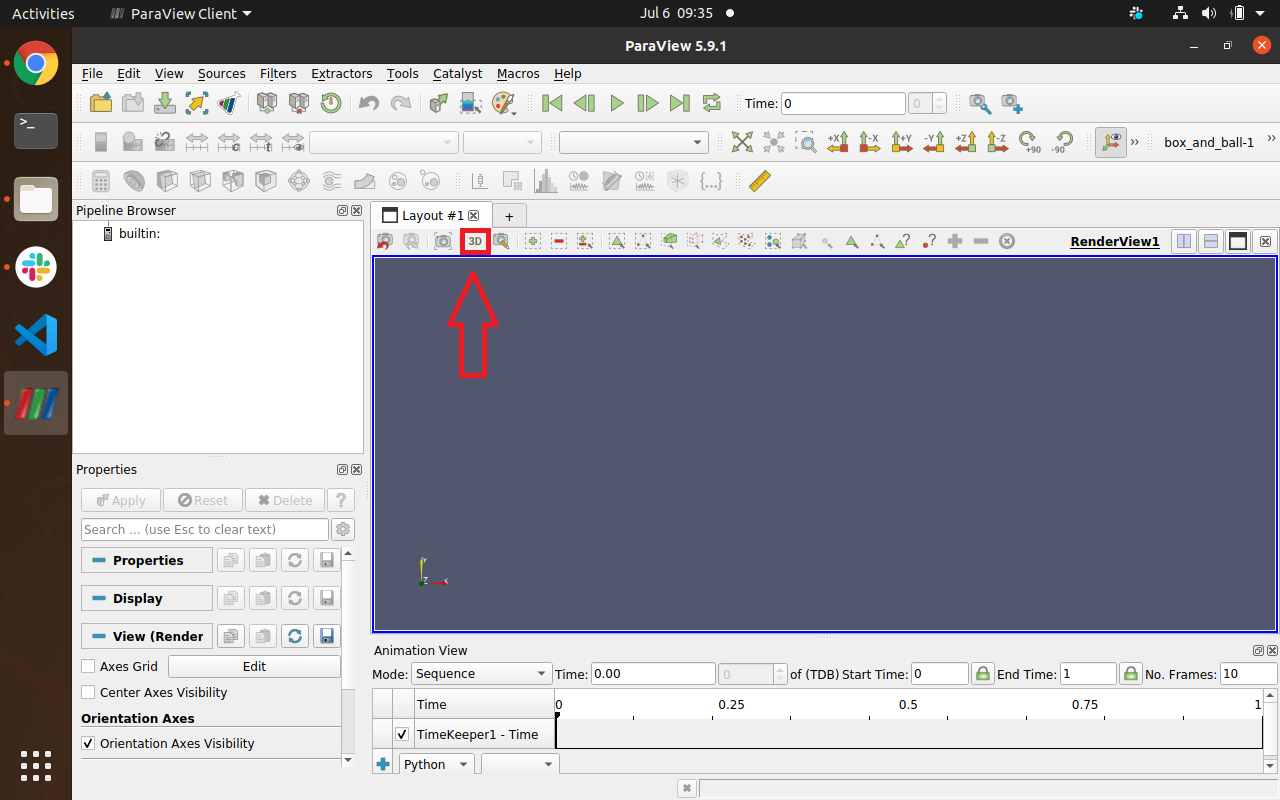 Activities ParaView Client Jul 6 09:35
ParaView 5.9.1
File Edit View Sources Filters Extractors Tools Catalyst Macros Help
Time: 0 0
+X -X +Y -Y +Z -Z +90 -90 box_and_ball-1
Pipeline Browser
builtin:
Layout #1 +
3D RenderView1
Y
Z X
Properties
Apply Reset Delete ?
Search ... (use Esc to clear text)
Properties
Display
View (Render
Axes Grid Edit
Center Axes Visibility
Orientation Axes
Orientation Axes Visibility
Animation View
Mode: Sequence Time: 0.00 0 of (TDB) Start Time: 0 End Time: 1 No. Frames: 10
Time 0 0.25 0.5 0.75 1
TimeKeeper1 - Time
Python